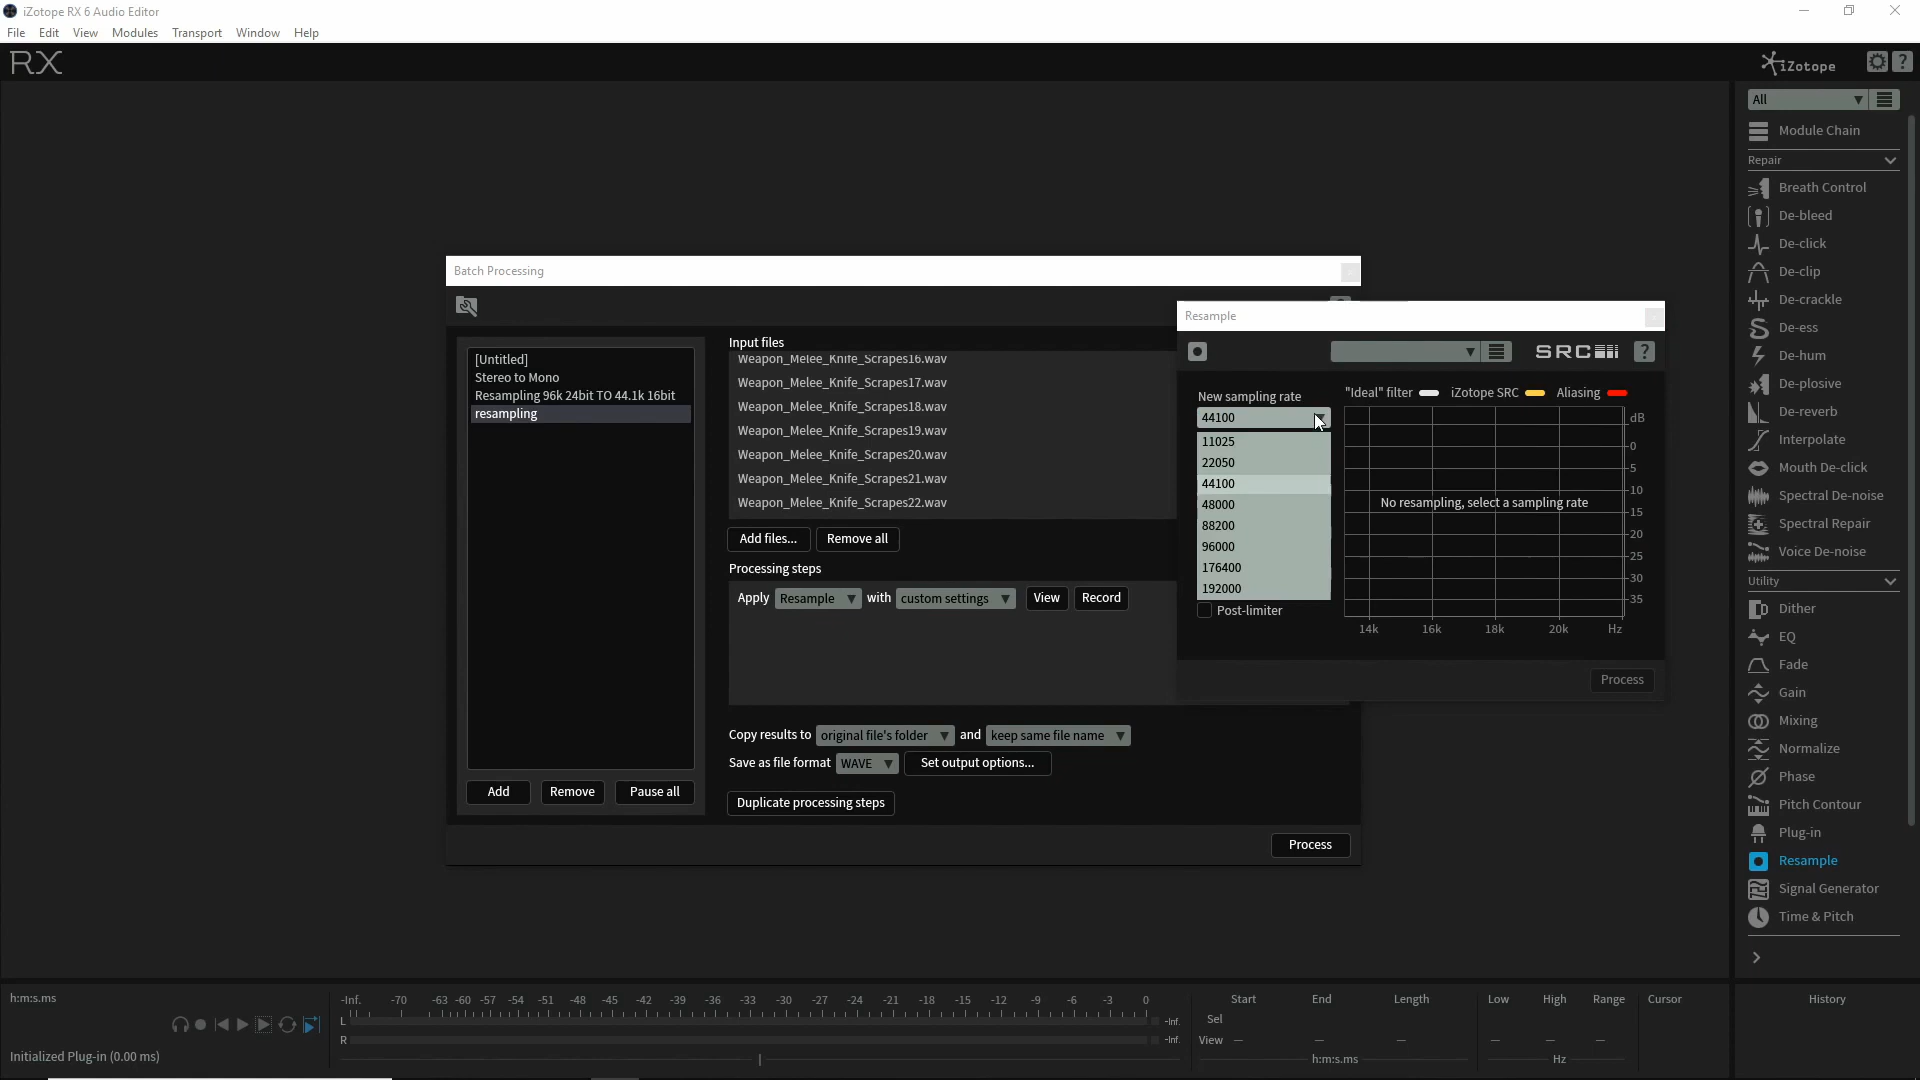 iZotope RX 6 Audio Editor
File Edit View Modules Transport Window Help
RX
iZotope ?
All
Module Chain
Repair
Breath Control
De-bleed
De-click
De-clip
De-crackle
De-ess
De-hum
De-plosive
De-reverb
Interpolate
Mouth De-click
Spectral De-noise
Spectral Repair
Voice De-noise
Utility
Dither
EQ
Fade
Gain
Mixing
Normalize
Phase
Pitch Contour
Plug-in
Resample
Signal Generator
Time & Pitch
Batch Processing
[Untitled]
Stereo to Mono
Resampling 96k 24bit TO 44.1k 16bit
resampling
Add Remove Pause all
Input files
Weapon_Melee_Knife_Scrapes16.wav
Weapon_Melee_Knife_Scrapes17.wav
Weapon_Melee_Knife_Scrapes18.wav
Weapon_Melee_Knife_Scrapes19.wav
Weapon_Melee_Knife_Scrapes20.wav
Weapon_Melee_Knife_Scrapes21.wav
Weapon_Melee_Knife_Scrapes22.wav
Add files... Remove all
Processing steps
Apply Resample with custom settings View Record
Copy results to original file's folder and keep same file name
Save as file format WAVE Set output options...
Duplicate processing steps
Process
Resample
SRC ?
New sampling rate
44100
11025
22050
44100
48000
88200
96000
176400
192000
Post-limiter
"Ideal" filter iZotope SRC Aliasing
dB
-0
-5
-10
-15
-20
-25
-30
-35
No resampling, select a sampling rate
14k 16k 18k 20k Hz
Process
h:m:s.ms
Initialized Plug-in (0.00 ms)
-Inf. -70 -63 -60 -57 -54 -51 -48 -45 -42 -39 -36 -33 -30 -27 -24 -21 -18 -15 -12 -9 -6 -3 0
L -Inf.
R -Inf.
Start End Length Low High Range Cursor
Sel
View — — — — — —
h:m:s.ms Hz
History